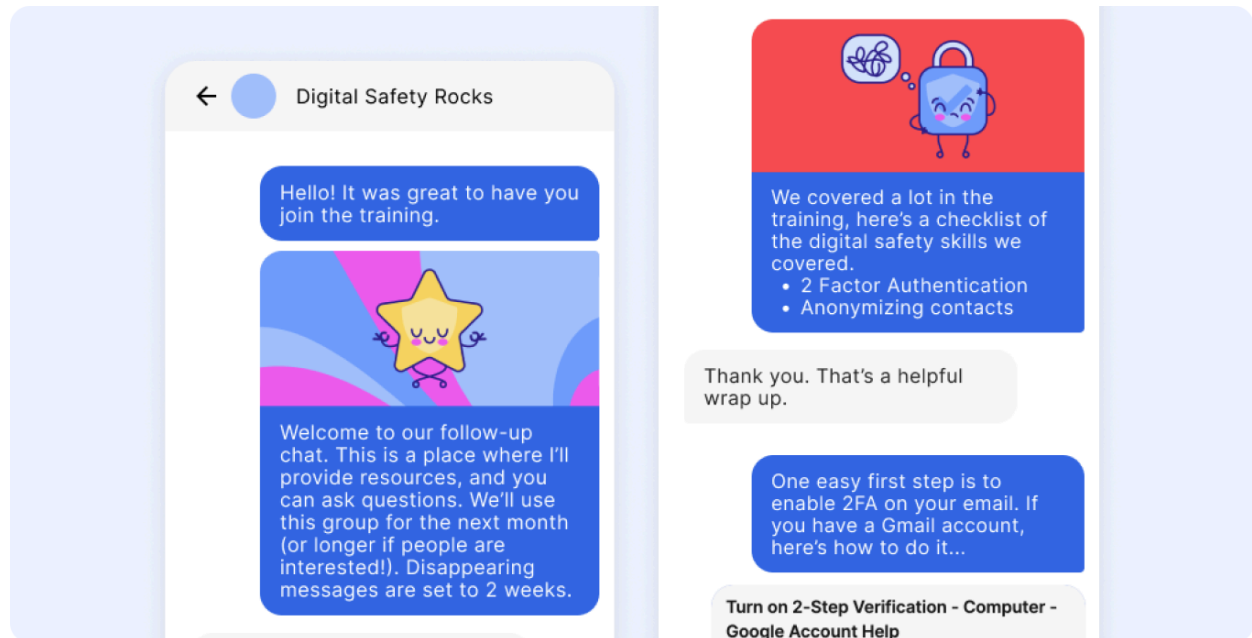 Digital Safety Rocks
Hello! It was great to have you
join the training.
Welcome to our follow-up
chat. This is a place where I’ll
provide resources, and you
can ask questions. We’ll use
this group for the next month
(or longer if people are
interested!). Disappearing
messages are set to 2 weeks.
We covered a lot in the
training, here’s a checklist of
the digital safety skills we
covered.
• 2 Factor Authentication
• Anonymizing contacts
Thank you. That’s a helpful
wrap up.
One easy first step is to
enable 2FA on your email. If
you have a Gmail account,
here’s how to do it...
Turn on 2-Step Verification - Computer -
Google Account Help